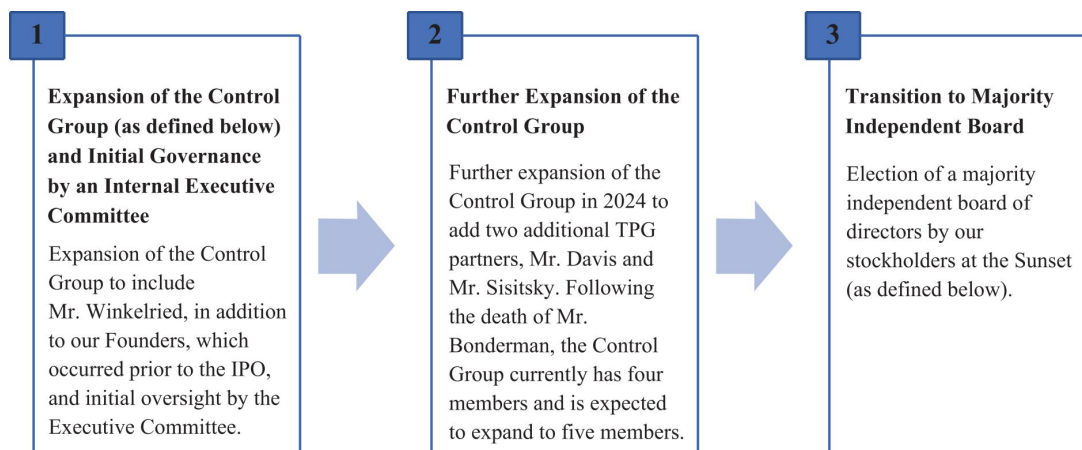 1
Expansion of the Control
Group (as defined below)
and Initial Governance
by an Internal Executive
Committee
Expansion of the Control
Group to include
Mr. Winkelried, in addition
to our Founders, which
occurred prior to the IPO,
and initial oversight by the
Executive Committee.
2
Further Expansion of the
Control Group
Further expansion of the
Control Group in 2024 to
add two additional TPG
partners, Mr. Davis and
Mr. Sisitsky. Following
the death of Mr.
Bonderman, the Control
Group currently has four
members and is expected
to expand to five members.
3
Transition to Majority
Independent Board
Election of a majority
independent board of
directors by our
stockholders at the Sunset
(as defined below).